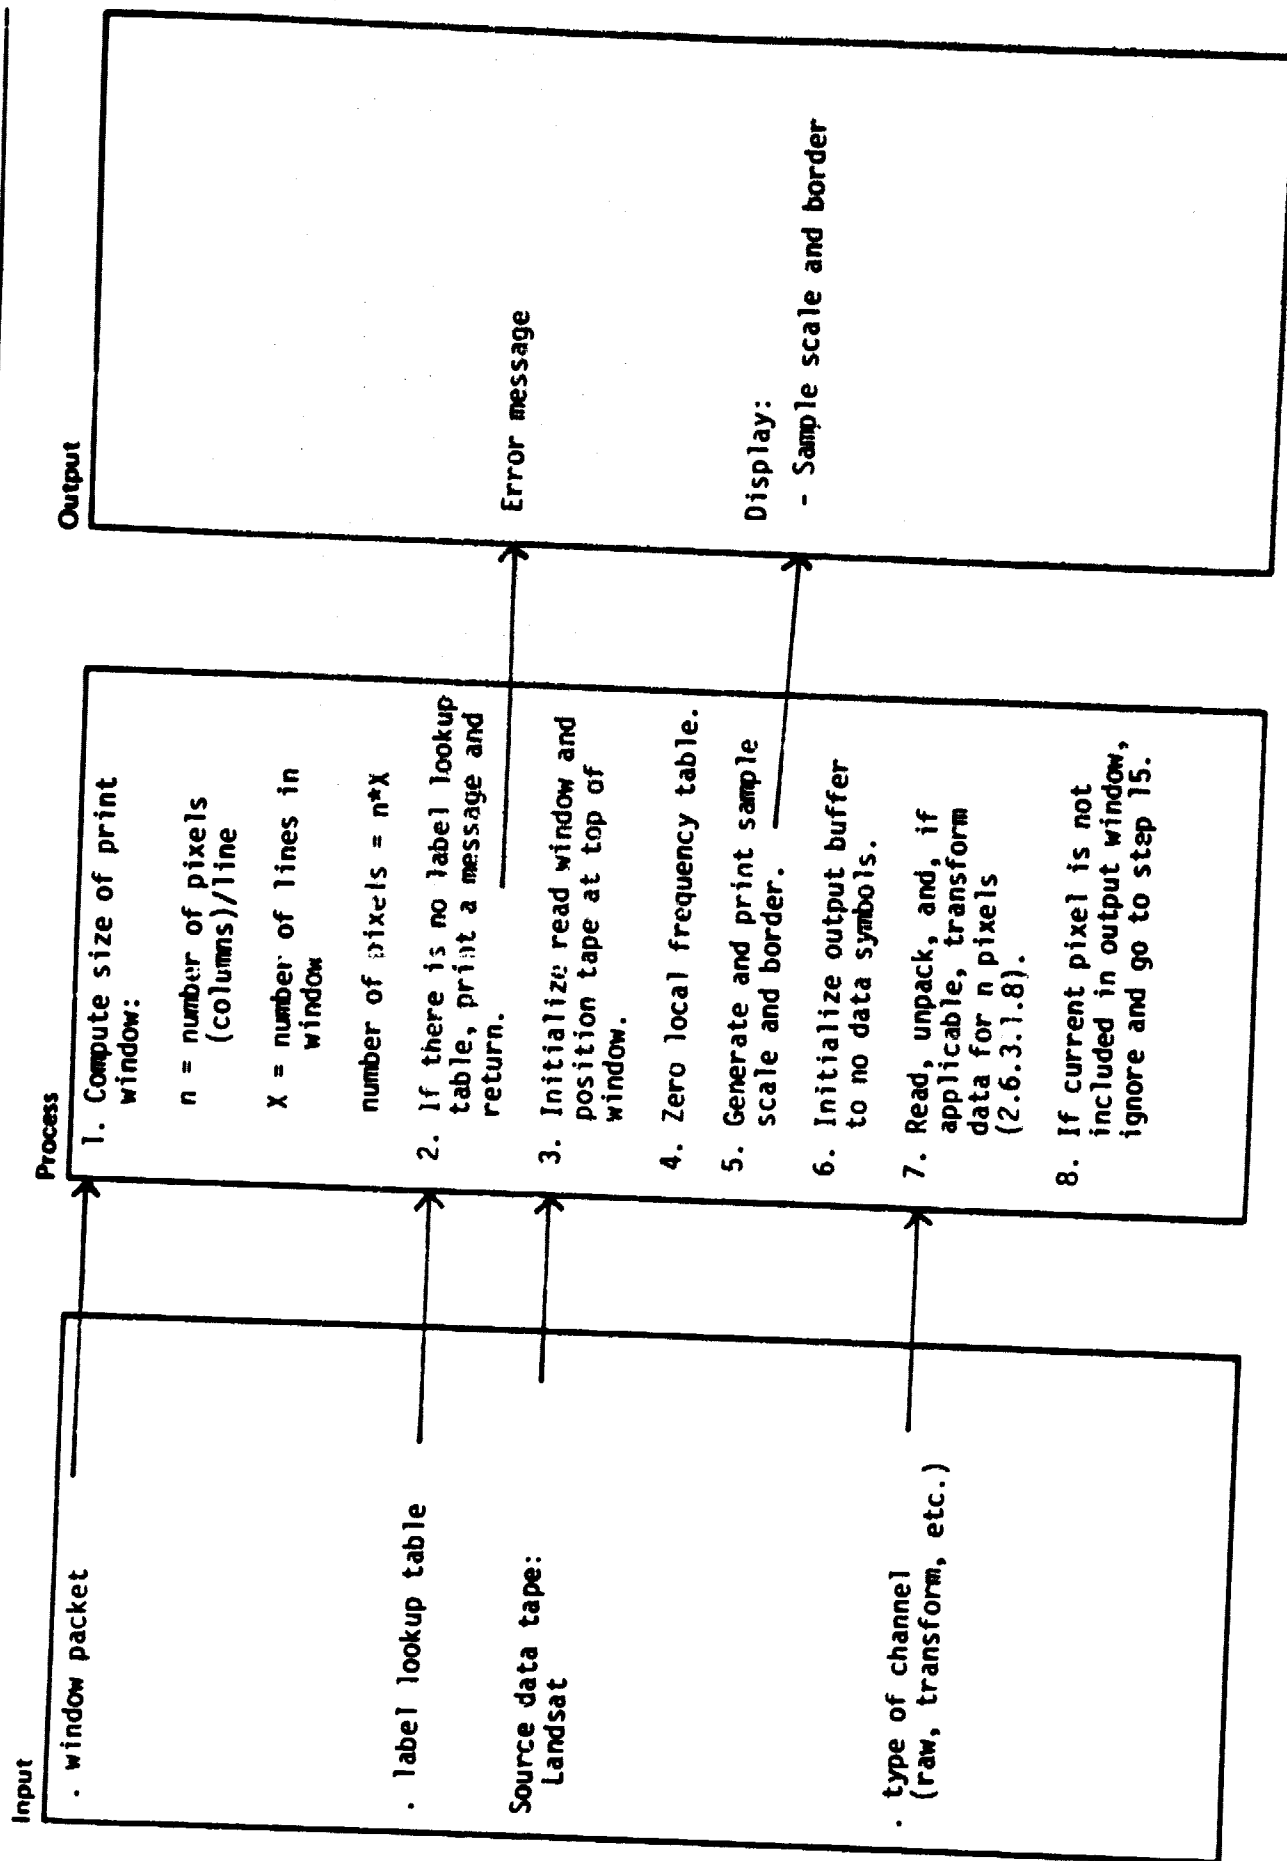 Input
. window packet
. label lookup table
Source data tape:
Landsat
. type of channel
(raw, transform, etc.)
Process
1. Compute size of print
window:
n = number of pixels
(columns)/line
X = number of lines in
window
number of pixels = n*X
2. If there is no label lookup
table, print a message and
return.
3. Initialize read window and
position tape at top of
window.
4. Zero local frequency table.
5. Generate and print sample
scale and border.
6. Initialize output buffer
to no data symbols.
7. Read, unpack, and, if
applicable, transform
data for n pixels
(2.6.3.1.8).
8. If current pixel is not
included in output window,
ignore and go to step 15.
Output
Error message
Display:
- Sample scale and border